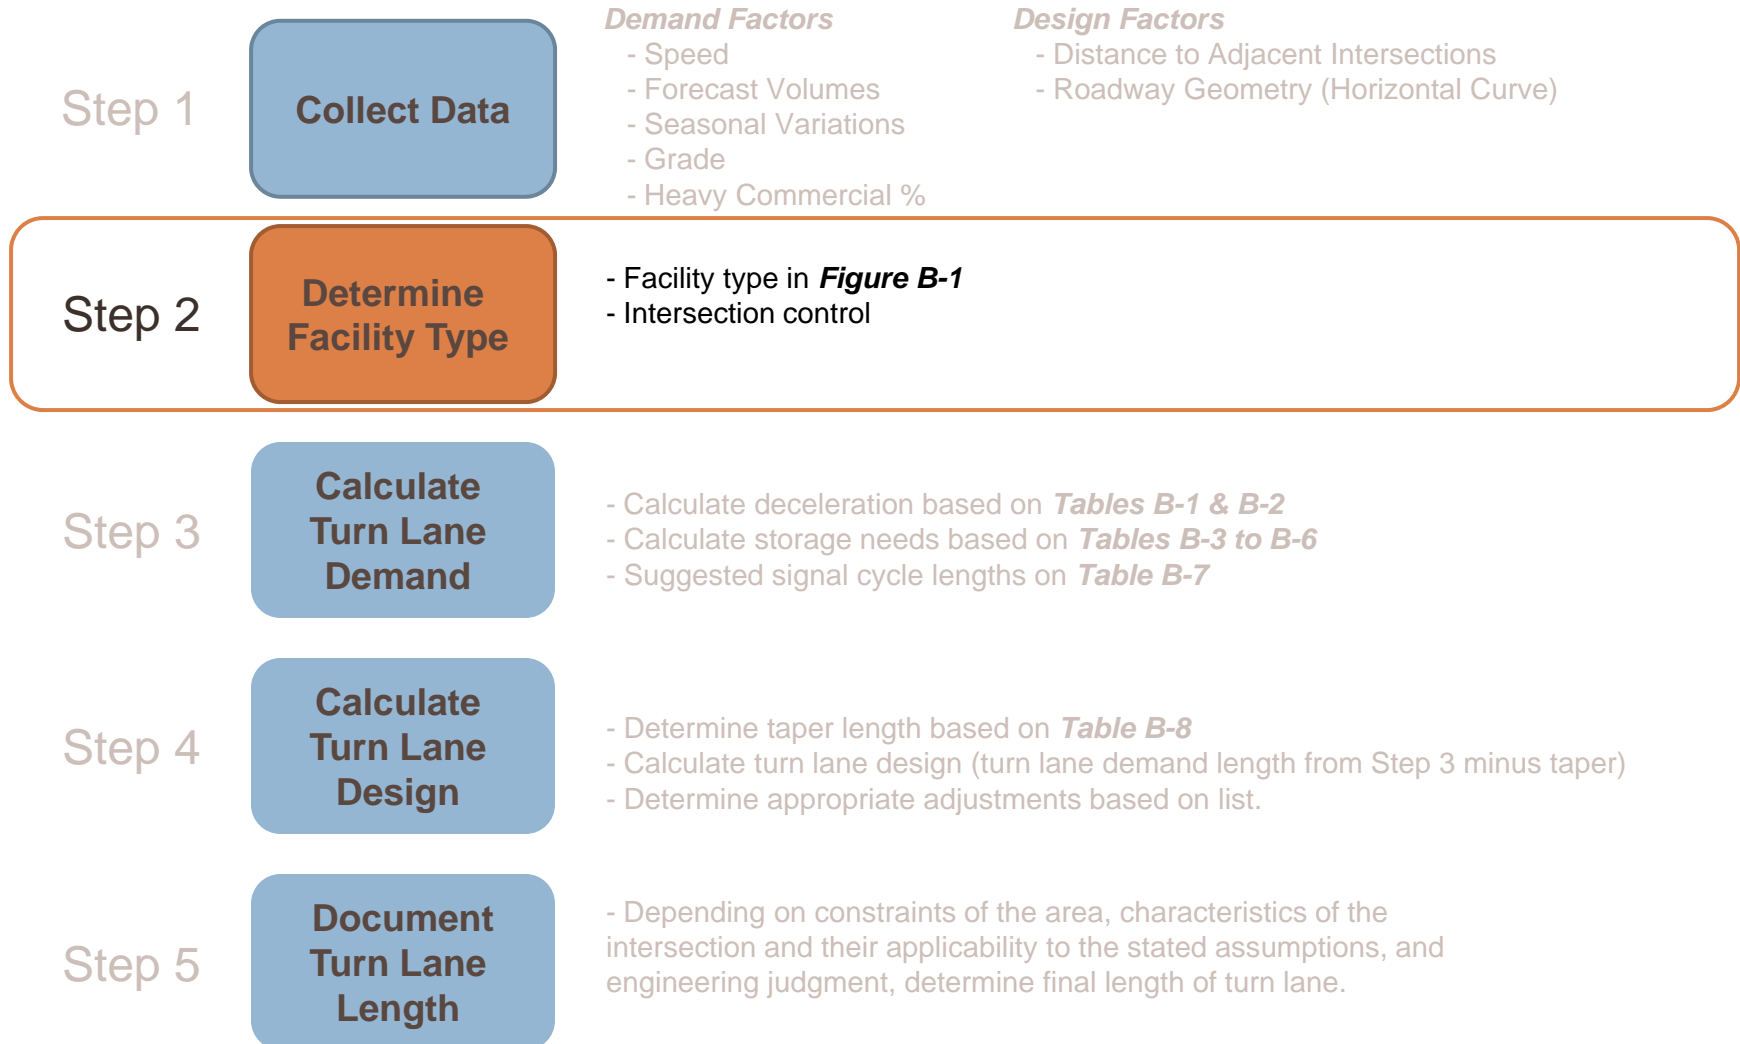 Step 1
Collect Data
Demand Factors
- Speed
- Forecast Volumes
- Seasonal Variations
- Grade
- Heavy Commercial %
Design Factors
- Distance to Adjacent Intersections
- Roadway Geometry (Horizontal Curve)
Step 2
Determine
Facility Type
- Facility type in Figure B-1
- Intersection control
Step 3
Calculate
Turn Lane
Demand
- Calculate deceleration based on Tables B-1 & B-2
- Calculate storage needs based on Tables B-3 to B-6
- Suggested signal cycle lengths on Table B-7
Step 4
Calculate
Turn Lane
Design
- Determine taper length based on Table B-8
- Calculate turn lane design (turn lane demand length from Step 3 minus taper)
- Determine appropriate adjustments based on list.
Step 5
Document
Turn Lane
Length
- Depending on constraints of the area, characteristics of the
intersection and their applicability to the stated assumptions, and
engineering judgment, determine final length of turn lane.